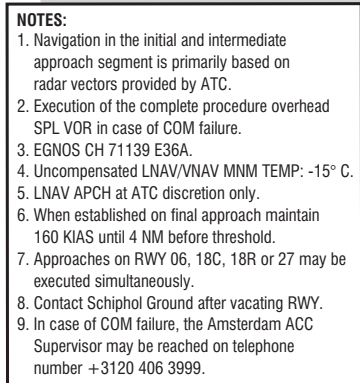 NOTES:
1. Navigation in the initial and intermediate
approach segment is primarily based on
radar vectors provided by ATC.
2. Execution of the complete procedure overhead
SPL VOR in case of COM failure.
3. EGNOS CH 71139 E36A.
4. Uncompensated LNAV/VNAV MNM TEMP: -15° C.
5. LNAV APCH at ATC discretion only.
6. When established on final approach maintain
160 KIAS until 4 NM before threshold.
7. Approaches on RWY 06, 18C, 18R or 27 may be
executed simultaneously.
8. Contact Schiphol Ground after vacating RWY.
9. In case of COM failure, the Amsterdam ACC
Supervisor may be reached on telephone
number +3120 406 3999.